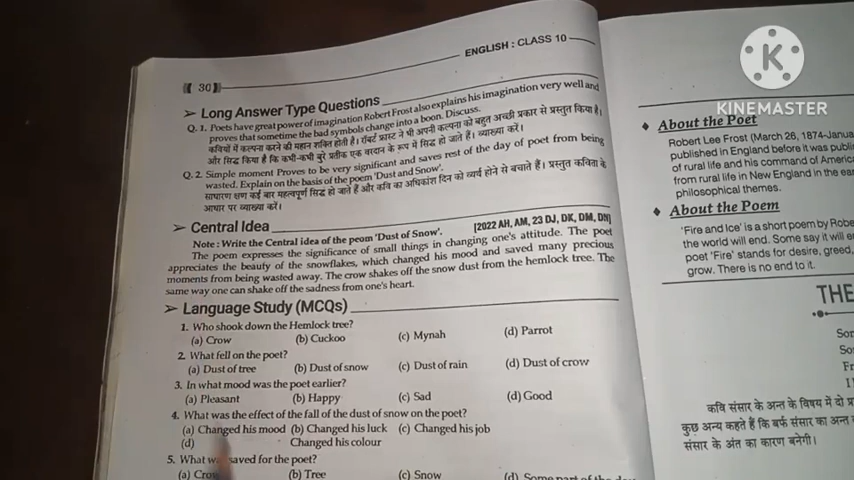 ENGLISH : CLASS 10
30
Long Answer Type Questions
Q. 1. Poets have great power of imagination Robert Frost also explains his imagination very well and
proves that sometime the bad symbols change into a boon. Discuss.
कवियों में कल्पना करने की महान शक्ति होती है। रॉबर्ट फ्रास्ट ने भी अपनी कल्पना को बहुत अच्छी प्रकार से प्रस्तुत किया है।
और सिद्ध किया है कि कभी-कभी बुरे प्रतीक एक वरदान के रूप में सिद्ध हो जाते हैं। व्याख्या करें।
Q. 2. Simple moment Proves to be very significant and saves rest of the day of poet from being
wasted. Explain on the basis of the poem 'Dust and Snow'.
साधारण क्षण कई बार महत्वपूर्ण सिद्ध हो जाते हैं और कवि का अधिकांश दिन को व्यर्थ होने से बचाते हैं। प्रस्तुत कविता के
आधार पर व्याख्या करें।
Central Idea
[2022 AH, AM, 23 DJ, DK, DM, DN]
Note : Write the Central idea of the peom 'Dust of Snow'.
The poem expresses the significance of small things in changing one's attitude. The poet
appreciates the beauty of the snowflakes, which changed his mood and saved many precious
moments from being wasted away. The crow shakes off the snow dust from the hemlock tree. The
same way one can shake off the sadness from one's heart.
Language Study (MCQs)
1. Who shook down the Hemlock tree?
(a) Crow (b) Cuckoo (c) Mynah (d) Parrot
2. What fell on the poet?
(a) Dust of tree (b) Dust of snow (c) Dust of rain (d) Dust of crow
3. In what mood was the poet earlier?
(a) Pleasant (b) Happy (c) Sad (d) Good
4. What was the effect of the fall of the dust of snow on the poet?
(a) Changed his mood (b) Changed his luck (c) Changed his job
(d) Changed his colour
5. What was saved for the poet?
(a) Crow (b) Tree (c) Snow (d) Some part of the day
KINEMASTER
About the Poet
Robert Lee Frost (March 26, 1874-Janua
published in England before it was publi
of rural life and his command of America
from rural life in New England in the ea
philosophical themes.
About the Poem
'Fire and Ice' is a short poem by Robe
the world will end. Some say it will e
poet 'Fire' stands for desire, greed,
grow. There is no end to it.
THE
Som
So
Fr
I
कवि संसार के अन्त के विषय में दो प्र
कुछ अन्य कहते हैं कि बर्फ संसार का अन्त
संसार के अंत का कारण बनेगी।